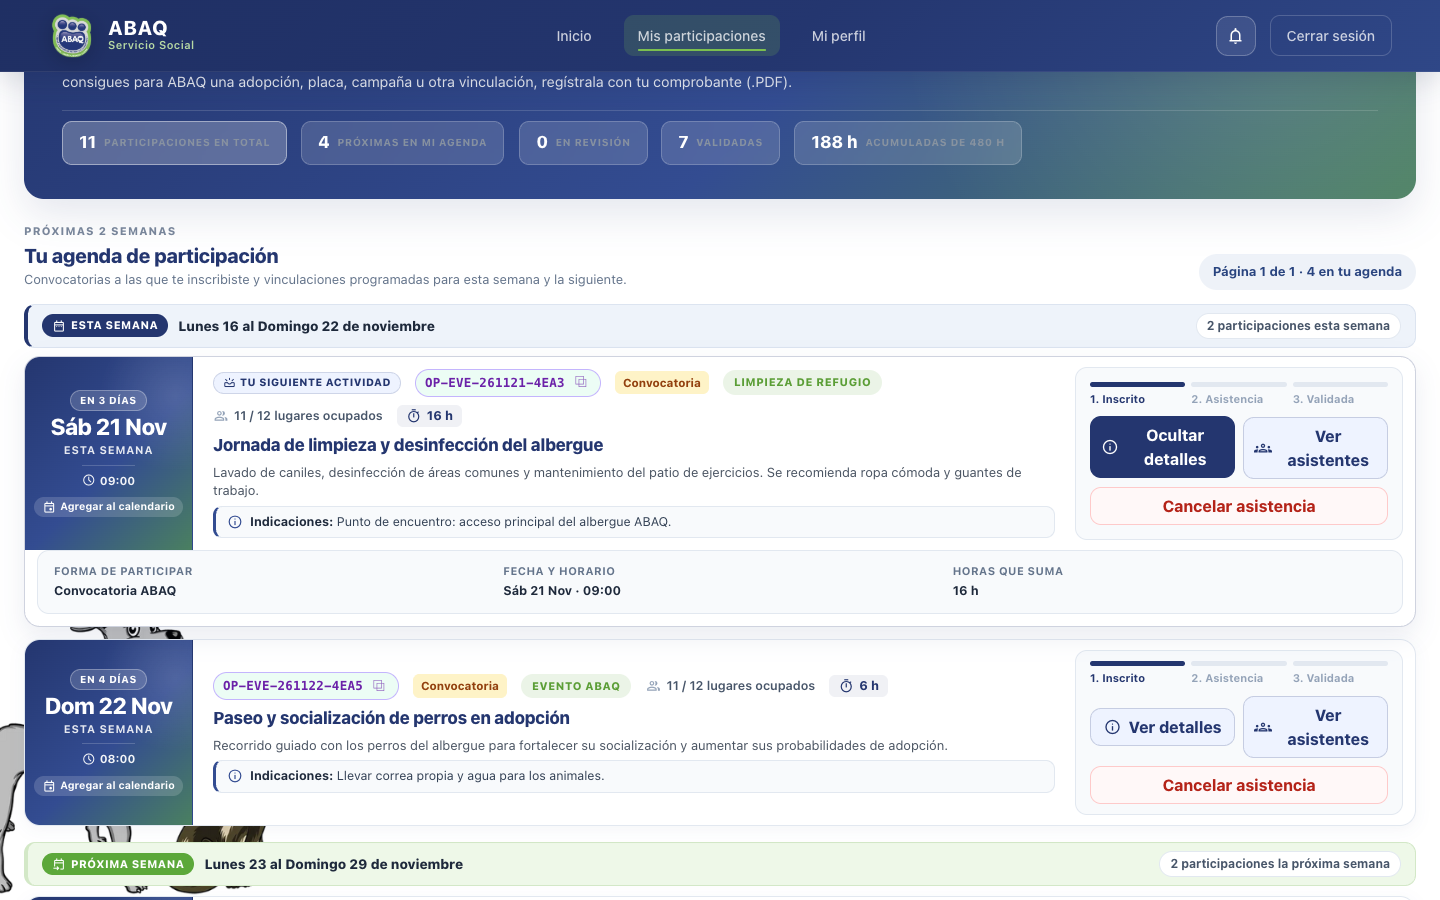 ABAQ
Servicio Social
Inicio
Mis participaciones
Mi perfil
Cerrar sesión
consigues para ABAQ una adopción, placa, campaña u otra vinculación, regístrala con tu comprobante (.PDF).
11 PARTICIPACIONES EN TOTAL
4 PRÓXIMAS EN MI AGENDA
0 EN REVISIÓN
7 VALIDADAS
188 h ACUMULADAS DE 480 H
PRÓXIMAS 2 SEMANAS
Tu agenda de participación
Convocatorias a las que te inscribiste y vinculaciones programadas para esta semana y la siguiente.
Página 1 de 1 · 4 en tu agenda
ESTA SEMANA Lunes 16 al Domingo 22 de noviembre
2 participaciones esta semana
EN 3 DÍAS
Sáb 21 Nov
ESTA SEMANA
09:00
Agregar al calendario
TU SIGUIENTE ACTIVIDAD
OP-EVE-261121-4EA3
Convocatoria
LIMPIEZA DE REFUGIO
11 / 12 lugares ocupados
16 h
Jornada de limpieza y desinfección del albergue
Lavado de caniles, desinfección de áreas comunes y mantenimiento del patio de ejercicios. Se recomienda ropa cómoda y guantes de
trabajo.
Indicaciones: Punto de encuentro: acceso principal del albergue ABAQ.
1. Inscrito
2. Asistencia
3. Validada
Ocultar
detalles
Ver
asistentes
Cancelar asistencia
FORMA DE PARTICIPAR
Convocatoria ABAQ
FECHA Y HORARIO
Sáb 21 Nov · 09:00
HORAS QUE SUMA
16 h
EN 4 DÍAS
Dom 22 Nov
ESTA SEMANA
08:00
Agregar al calendario
OP-EVE-261122-4EA5
Convocatoria
EVENTO ABAQ
11 / 12 lugares ocupados
6 h
Paseo y socialización de perros en adopción
Recorrido guiado con los perros del albergue para fortalecer su socialización y aumentar sus probabilidades de adopción.
Indicaciones: Llevar correa propia y agua para los animales.
1. Inscrito
2. Asistencia
3. Validada
Ver detalles
Ver
asistentes
Cancelar asistencia
PRÓXIMA SEMANA Lunes 23 al Domingo 29 de noviembre
2 participaciones la próxima semana